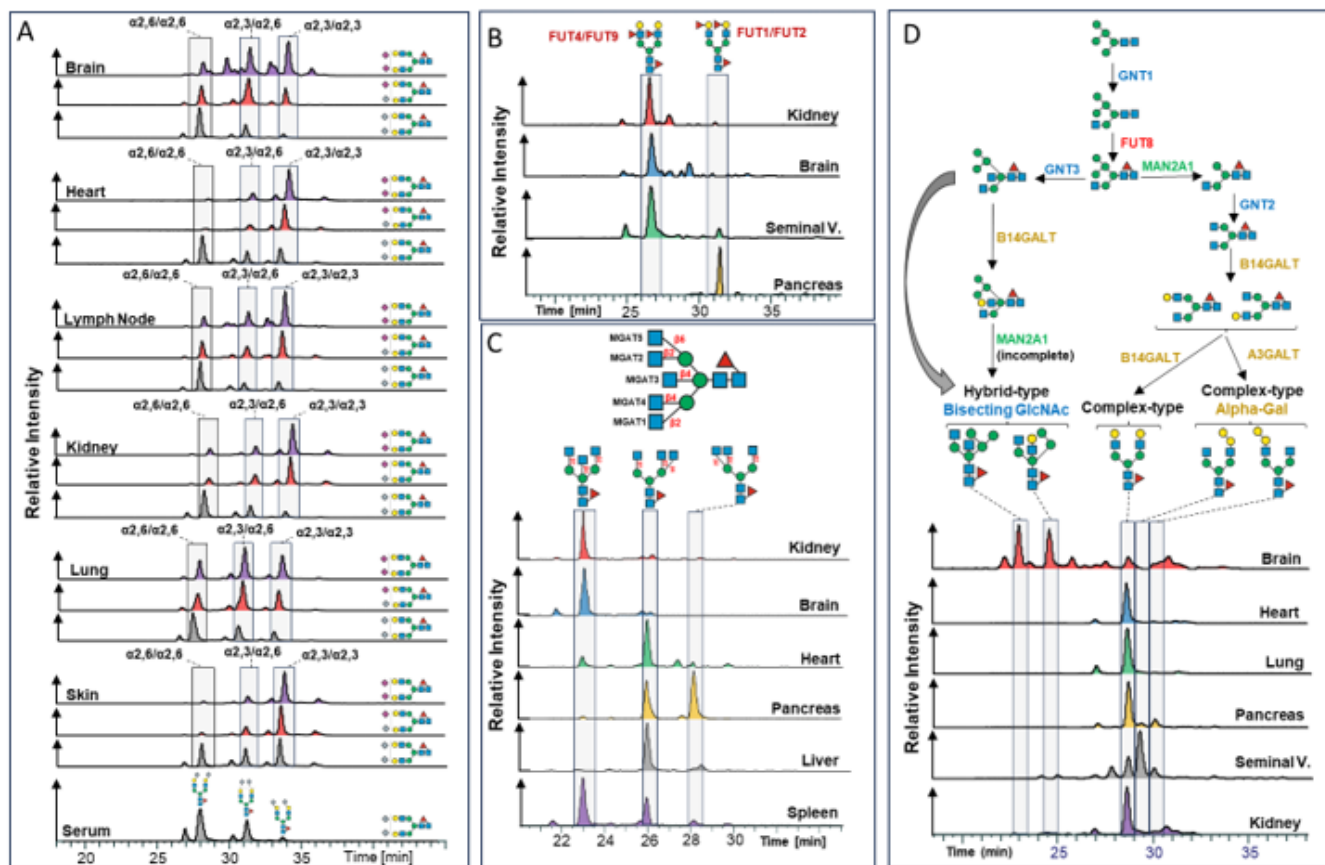 A
α2,6/α2,6 α2,3/α2,6 α2,3/α2,3
Brain
α2,6/α2,6 α2,3/α2,6 α2,3/α2,3
Heart
α2,6/α2,6 α2,3/α2,6 α2,3/α2,3
Lymph Node
α2,6/α2,6 α2,3/α2,6 α2,3/α2,3
Kidney
α2,6/α2,6 α2,3/α2,6 α2,3/α2,3
Lung
α2,6/α2,6 α2,3/α2,6 α2,3/α2,3
Skin
Serum
Relative Intensity
20 25 30 35 Time [min]
B
FUT4/FUT9 FUT1/FUT2
Kidney
Brain
Seminal V.
Pancreas
Relative Intensity
Time [min] 25 30 35
C
MGAT5 β6
MGAT2 β2
MGAT3 β4
MGAT4 β4
MGAT1 β2
Kidney
Brain
Heart
Pancreas
Liver
Spleen
Relative Intensity
22 24 26 28 30 Time [min]
D
GNT1
FUT8
GNT3 MAN2A1
GNT2
B14GALT
B14GALT
MAN2A1
(incomplete)
B14GALT A3GALT
Hybrid-type
Bisecting GlcNAc
Complex-type
Complex-type
Alpha-Gal
Brain
Heart
Lung
Pancreas
Seminal V.
Kidney
Relative Intensity
Time (min) 25 30 35